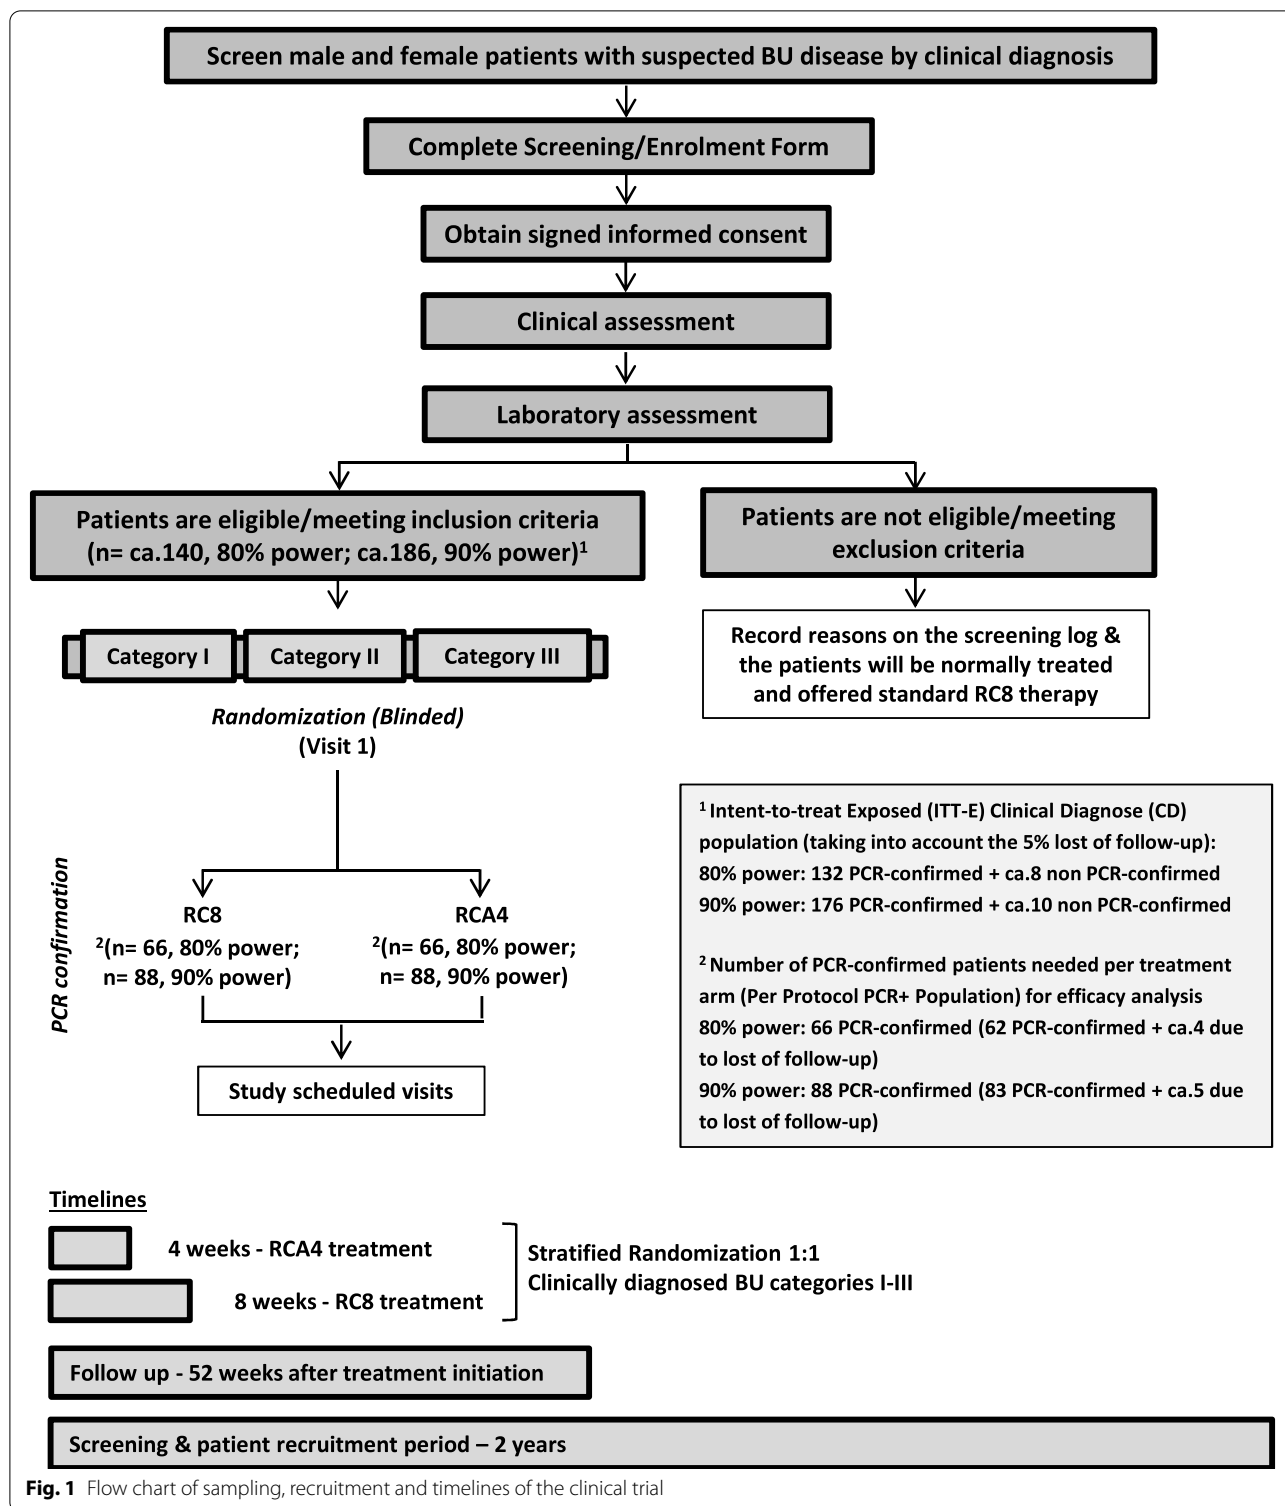 Screen male and female patients with suspected BU disease by clinical diagnosis
Complete Screening/Enrolment Form
Obtain signed informed consent
Clinical assessment
Laboratory assessment
Patients are eligible/meeting inclusion criteria
(n= ca.140, 80% power; ca.186, 90% power)¹
Patients are not eligible/meeting
exclusion criteria
Category I
Category II
Category III
Record reasons on the screening log &
the patients will be normally treated
and offered standard RC8 therapy
Randomization (Blinded)
(Visit 1)
PCR confirmation
RC8
²(n= 66, 80% power;
n= 88, 90% power)
RCA4
²(n= 66, 80% power;
n= 88, 90% power)
Study scheduled visits
¹ Intent-to-treat Exposed (ITT-E) Clinical Diagnose (CD)
population (taking into account the 5% lost of follow-up):
80% power: 132 PCR-confirmed + ca.8 non PCR-confirmed
90% power: 176 PCR-confirmed + ca.10 non PCR-confirmed
² Number of PCR-confirmed patients needed per treatment
arm (Per Protocol PCR+ Population) for efficacy analysis
80% power: 66 PCR-confirmed (62 PCR-confirmed + ca.4 due
to lost of follow-up)
90% power: 88 PCR-confirmed (83 PCR-confirmed + ca.5 due
to lost of follow-up)
Timelines
4 weeks - RCA4 treatment
8 weeks - RC8 treatment
Stratified Randomization 1:1
Clinically diagnosed BU categories I-III
Follow up - 52 weeks after treatment initiation
Screening & patient recruitment period – 2 years
Fig. 1 Flow chart of sampling, recruitment and timelines of the clinical trial